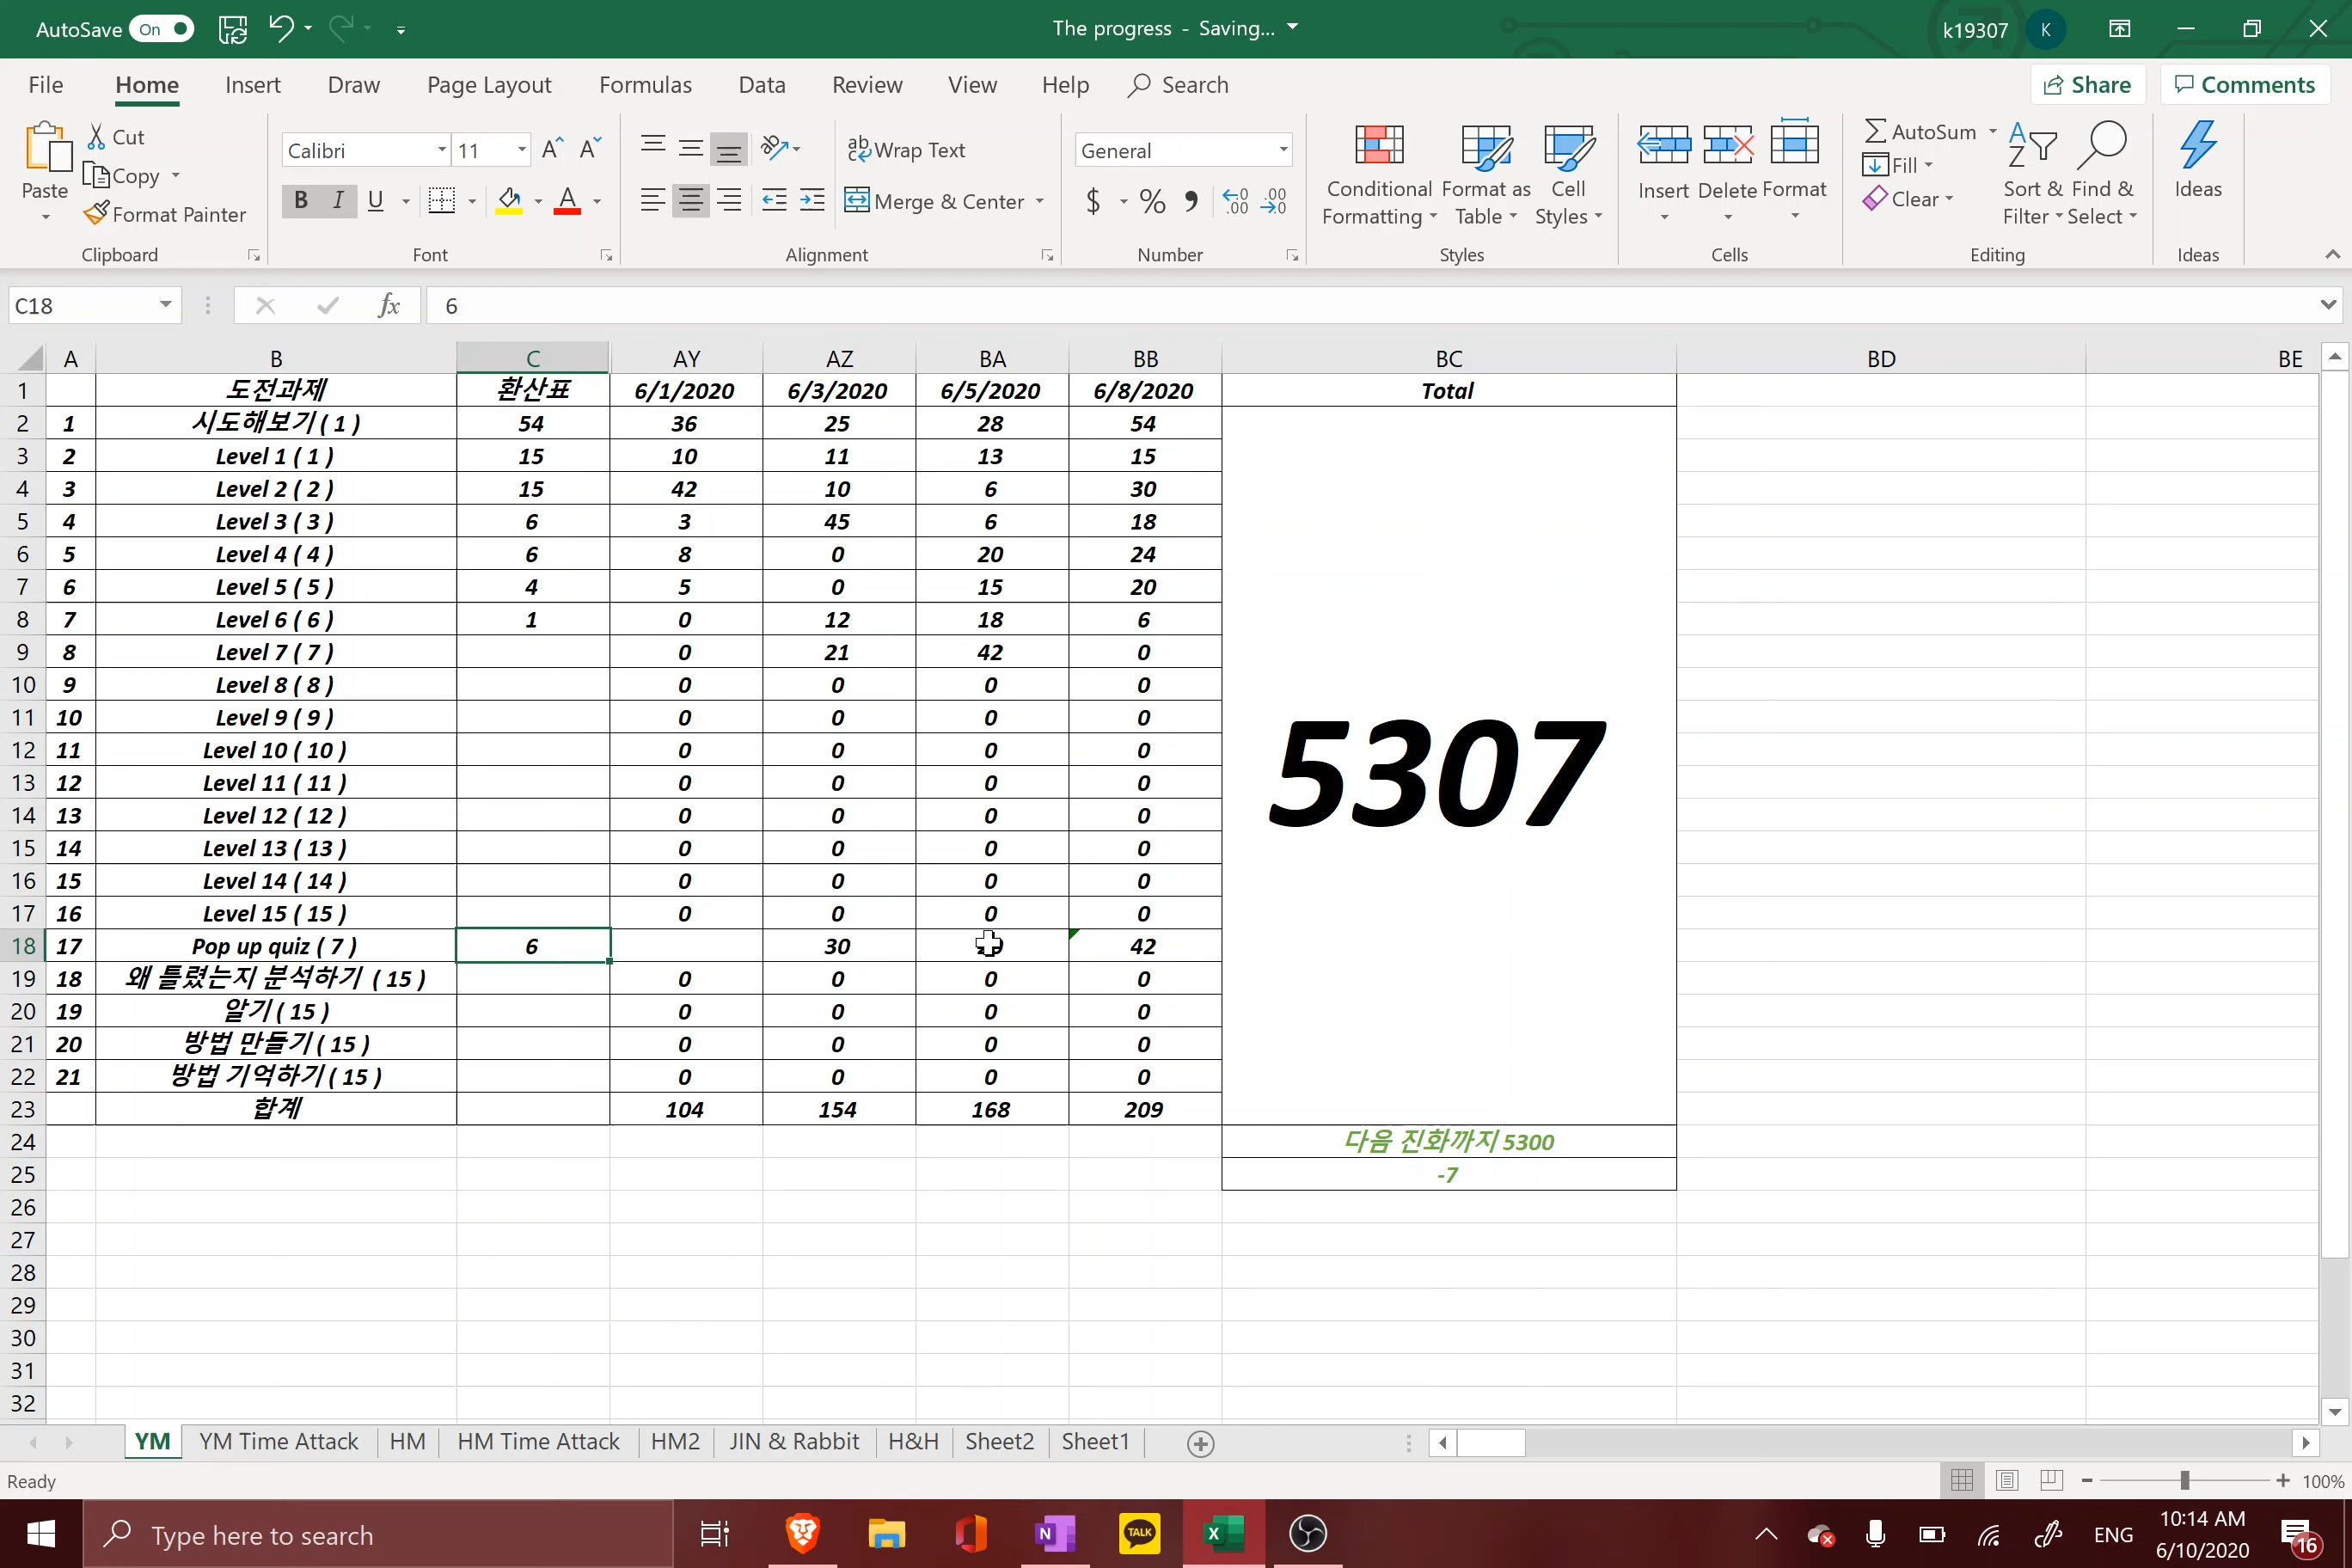 AutoSave On The progress - Saving... k19307 K
File Home Insert Draw Page Layout Formulas Data Review View Help Search Share Comments
Paste Cut Copy Format Painter Clipboard
Calibri 11 B I U Font
ab Wrap Text Merge & Center Alignment
General $ % Number
Conditional Formatting Format as Table Cell Styles Styles
Insert Delete Format Cells
AutoSum Fill Clear Sort & Filter Find & Select Editing
Ideas Ideas
C18 fx 6
A B C AY AZ BA BB BC BD BE
1 도전과제 환산표 6/1/2020 6/3/2020 6/5/2020 6/8/2020 Total
2 1 시도해보기 ( 1 ) 54 36 25 28 54
3 2 Level 1 ( 1 ) 15 10 11 13 15
4 3 Level 2 ( 2 ) 15 42 10 6 30
5 4 Level 3 ( 3 ) 6 3 45 6 18
6 5 Level 4 ( 4 ) 6 8 0 20 24
7 6 Level 5 ( 5 ) 4 5 0 15 20
8 7 Level 6 ( 6 ) 1 0 12 18 6
9 8 Level 7 ( 7 ) 0 21 42 0
10 9 Level 8 ( 8 ) 0 0 0 0
11 10 Level 9 ( 9 ) 0 0 0 0
12 11 Level 10 ( 10 ) 0 0 0 0
5307
13 12 Level 11 ( 11 ) 0 0 0 0
14 13 Level 12 ( 12 ) 0 0 0 0
15 14 Level 13 ( 13 ) 0 0 0 0
16 15 Level 14 ( 14 ) 0 0 0 0
17 16 Level 15 ( 15 ) 0 0 0 0
18 17 Pop up quiz ( 7 ) 6 30 42
19 18 왜 틀렸는지 분석하기 ( 15 ) 0 0 0 0
20 19 알기 ( 15 ) 0 0 0 0
21 20 방법 만들기 ( 15 ) 0 0 0 0
22 21 방법 기억하기 ( 15 ) 0 0 0 0
23 합계 104 154 168 209
24 다음 진화까지 5300
25 -7
26
27
28
29
30
31
32
YM YM Time Attack HM HM Time Attack HM2 JIN & Rabbit H&H Sheet2 Sheet1
Ready 100%
Type here to search N TALK X ENG 10:14 AM 16
6/10/2020